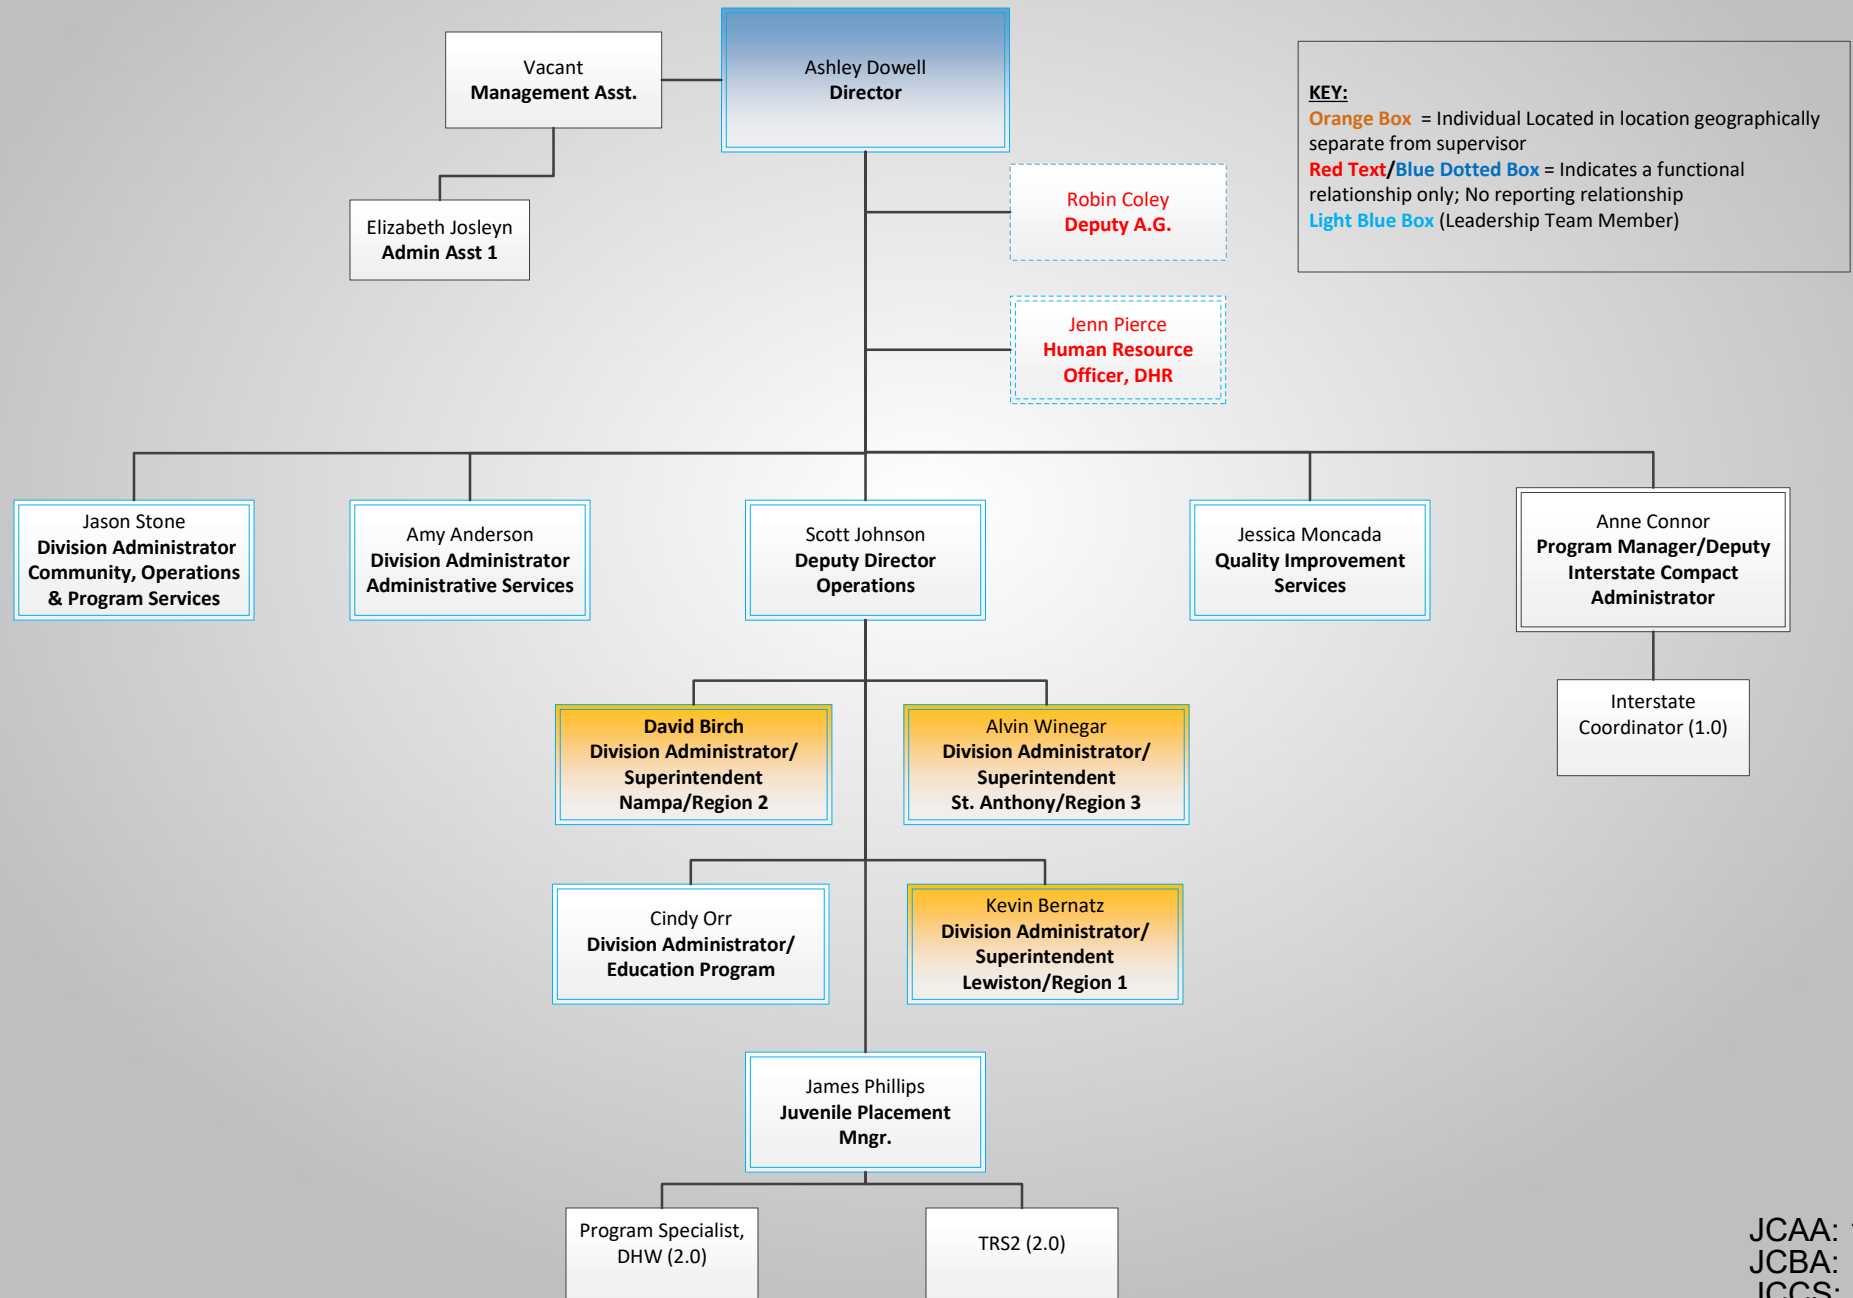 Vacant
Management Asst.
Ashley Dowell
Director
KEY:
Orange Box = Individual Located in location geographically
separate from supervisor
Red Text/Blue Dotted Box = Indicates a functional
relationship only; No reporting relationship
Light Blue Box (Leadership Team Member)
Elizabeth Josleyn
Admin Asst 1
Robin Coley
Deputy A.G.
Jenn Pierce
Human Resource
Officer, DHR
Jason Stone
Division Administrator
Community, Operations
& Program Services
Amy Anderson
Division Administrator
Administrative Services
Scott Johnson
Deputy Director
Operations
Jessica Moncada
Quality Improvement
Services
Anne Connor
Program Manager/Deputy
Interstate Compact
Administrator
Interstate
Coordinator (1.0)
David Birch
Division Administrator/
Superintendent
Nampa/Region 2
Alvin Winegar
Division Administrator/
Superintendent
St. Anthony/Region 3
Cindy Orr
Division Administrator/
Education Program
Kevin Bernatz
Division Administrator/
Superintendent
Lewiston/Region 1
James Phillips
Juvenile Placement
Mngr.
Program Specialist,
DHW (2.0)
TRS2 (2.0)
JCAA:
JCBA:
JCCS: